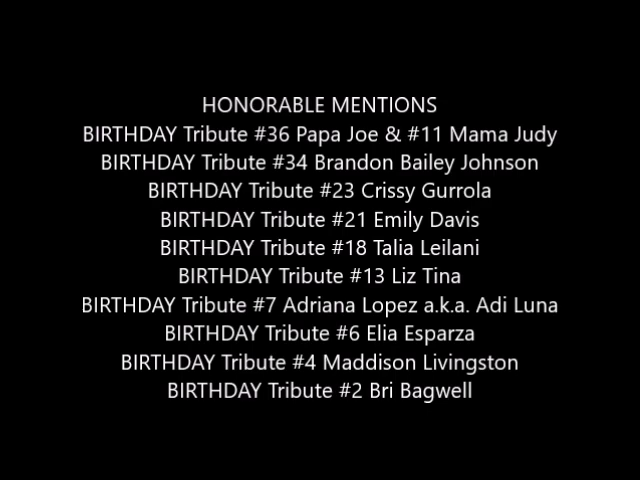 HONORABLE MENTIONS
BIRTHDAY Tribute #36 Papa Joe & #11 Mama Judy
BIRTHDAY Tribute #34 Brandon Bailey Johnson
BIRTHDAY Tribute #23 Crissy Gurrola
BIRTHDAY Tribute #21 Emily Davis
BIRTHDAY Tribute #18 Talia Leilani
BIRTHDAY Tribute #13 Liz Tina
BIRTHDAY Tribute #7 Adriana Lopez a.k.a. Adi Luna
BIRTHDAY Tribute #6 Elia Esparza
BIRTHDAY Tribute #4 Maddison Livingston
BIRTHDAY Tribute #2 Bri Bagwell